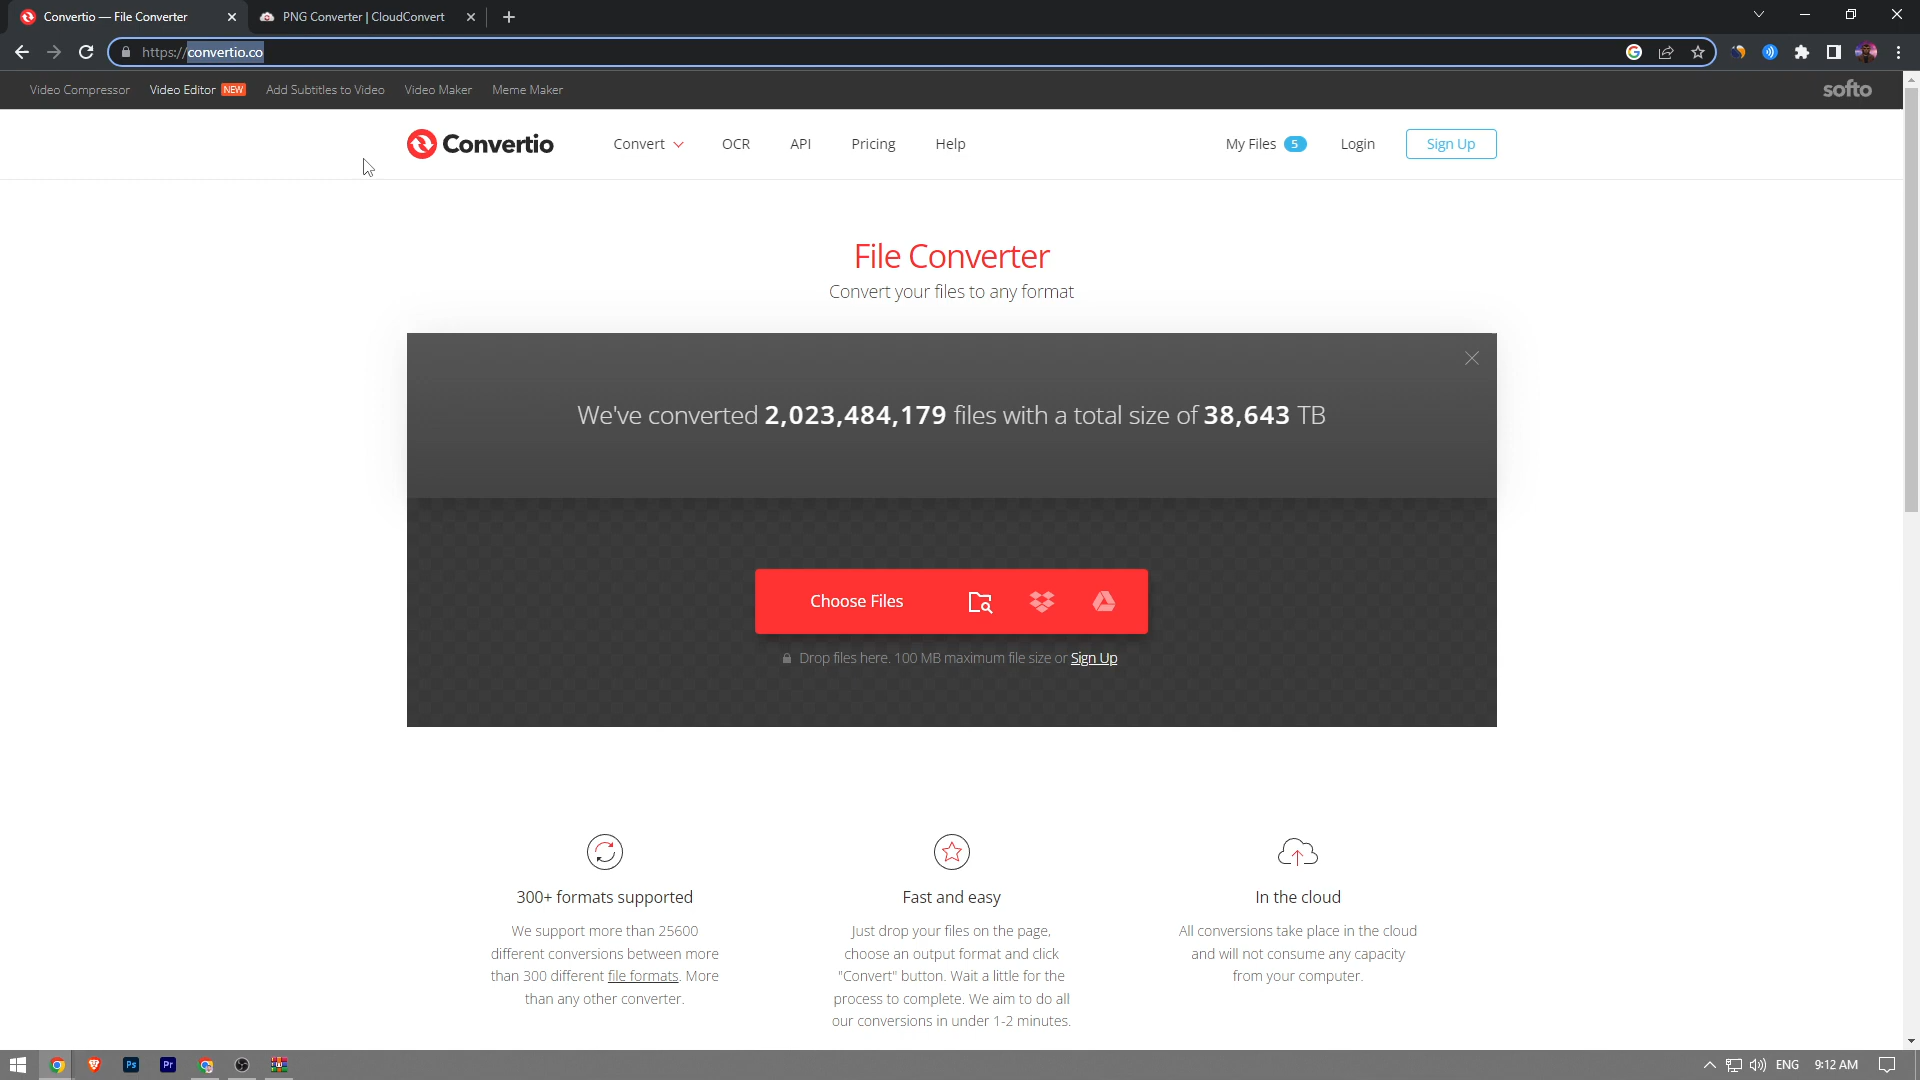 Convertio — File Converter
PNG Converter | CloudConvert
https://convertio.co
Video Compressor
Video Editor NEW
Add Subtitles to Video
Video Maker
Meme Maker
softo
Convertio
Convert
OCR
API
Pricing
Help
My Files 5
Login
Sign Up
File Converter
Convert your files to any format
We've converted 2,023,484,179 files with a total size of 38,643 TB
Choose Files
Drop files here. 100 MB maximum file size or Sign Up
300+ formats supported
We support more than 25600
different conversions between more
than 300 different file formats. More
than any other converter.
Fast and easy
Just drop your files on the page,
choose an output format and click
"Convert" button. Wait a little for the
process to complete. We aim to do all
our conversions in under 1-2 minutes.
In the cloud
All conversions take place in the cloud
and will not consume any capacity
from your computer.
Ps
Pr
ENG
9:12 AM